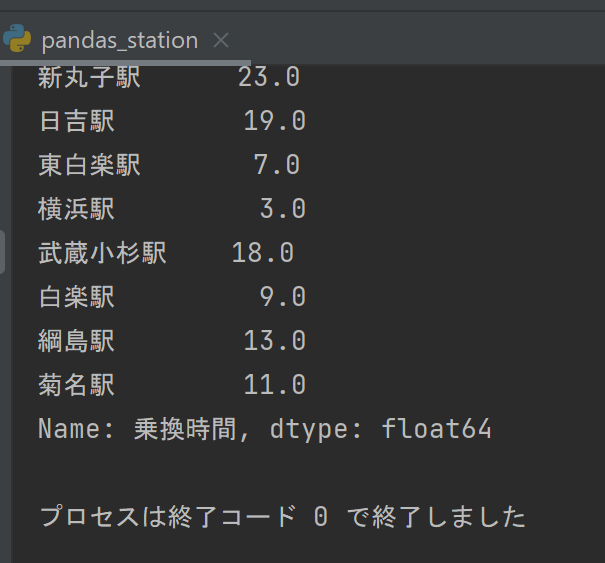 pandas_station
新丸子駅 23.0
日吉駅 19.0
東白楽駅 7.0
横浜駅 3.0
武蔵小杉駅 18.0
白楽駅 9.0
綱島駅 13.0
菊名駅 11.0
Name: 乗換時間, dtype: float64
プロセスは終了コード 0 で終了しました